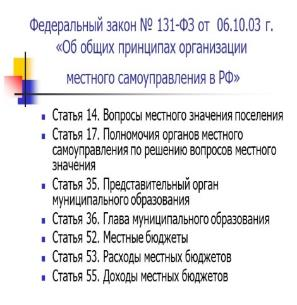 Федеральный закон № 131-ФЗ от 06.10.03 г.
«Об общих принципах организации
местного самоуправления в РФ»
Статья 14. Вопросы местного значения поселения
Статья 17. Полномочия органов местного
самоуправления по решению вопросов местного
значения
Статья 35. Представительный орган
муниципального образования
Статья 36. Глава муниципального образования
Статья 52. Местные бюджеты
Статья 53. Расходы местных бюджетов
Статья 55. Доходы местных бюджетов